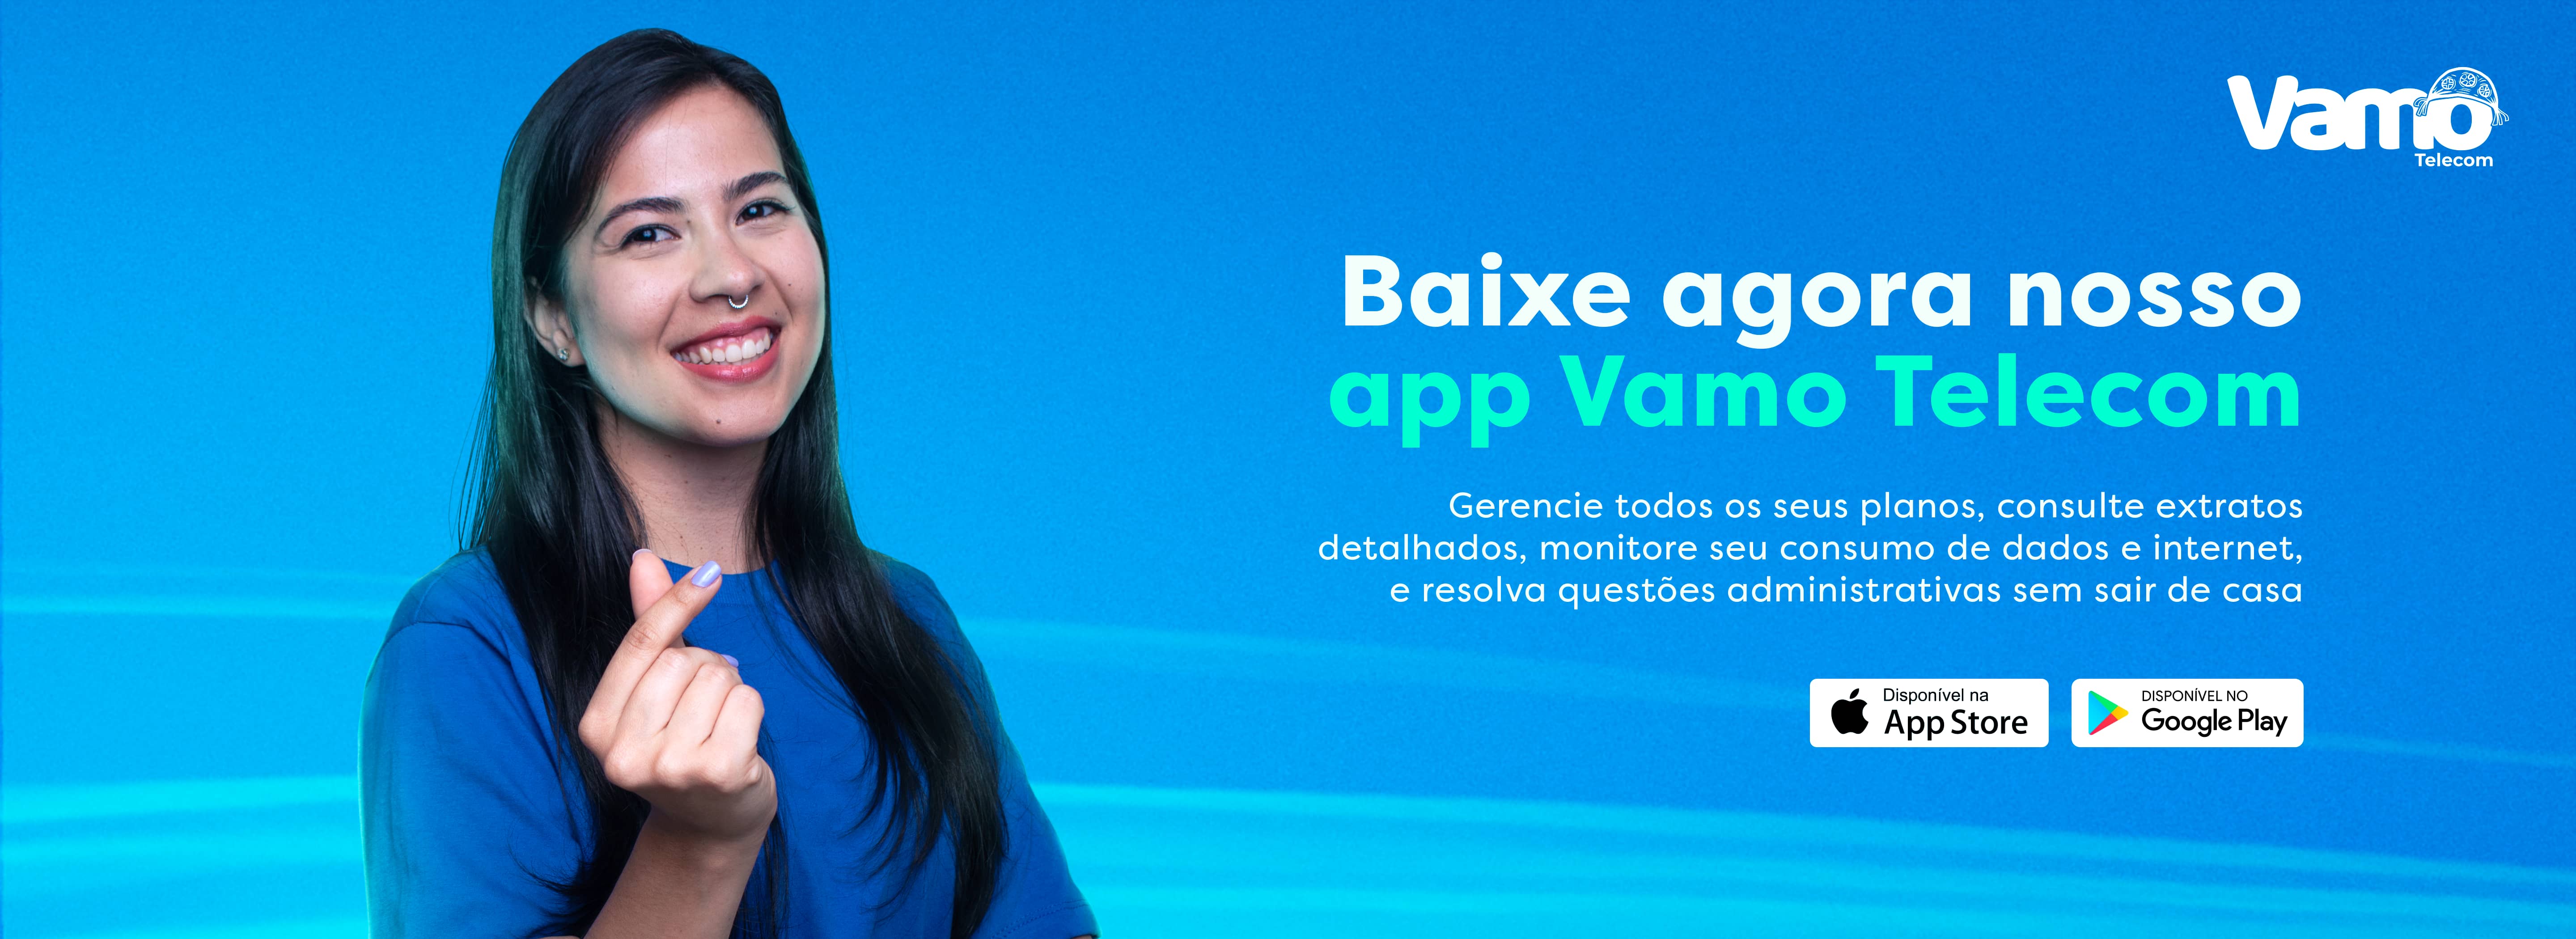 Vamo
Telecom
Baixe agora nosso
app Vamo Telecom
Gerencie todos os seus planos, consulte extratos
detalhados, monitore seu consumo de dados e internet,
e resolva questões administrativas sem sair de casa
Disponível na
App Store
DISPONÍVEL NO
Google Play